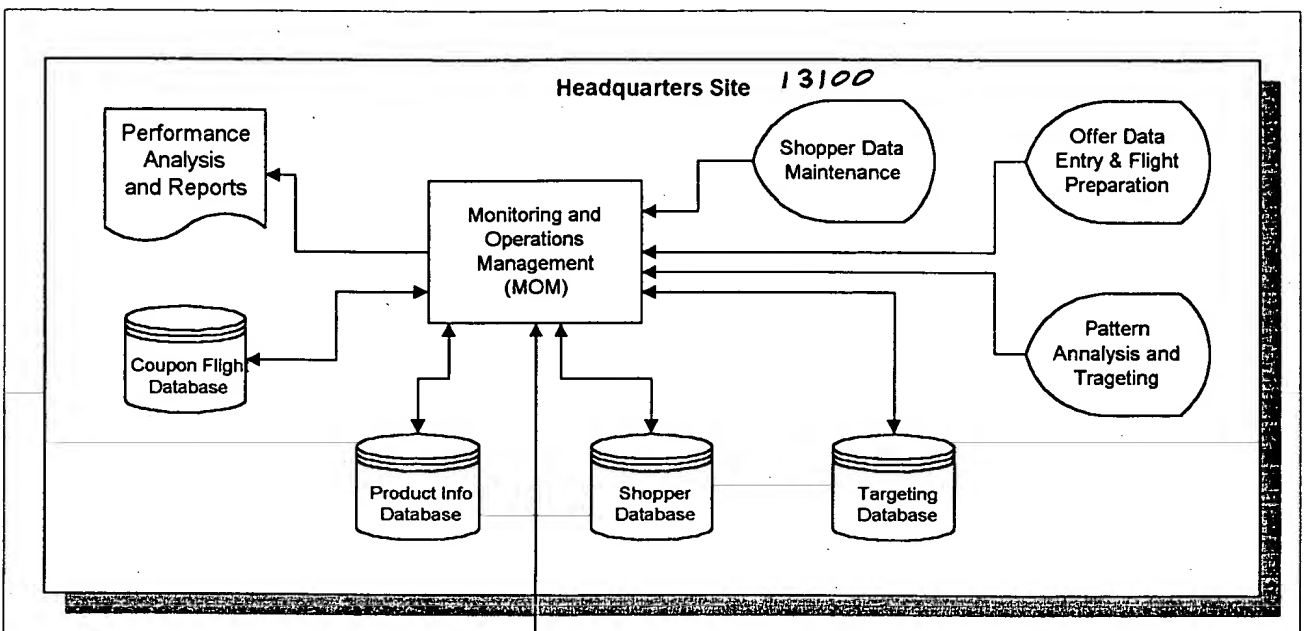 Headquarters Site 13100
Performance
Analysis
and Reports
Shopper Data
Maintenance
Offer Data
Entry & Flight
Preparation
Monitoring and
Operations
Management
(MOM)
Pattern
Annalysis and
Trageting
Coupon Fligh
Database
Product Info
Database
Shopper
Database
Targeting
Database